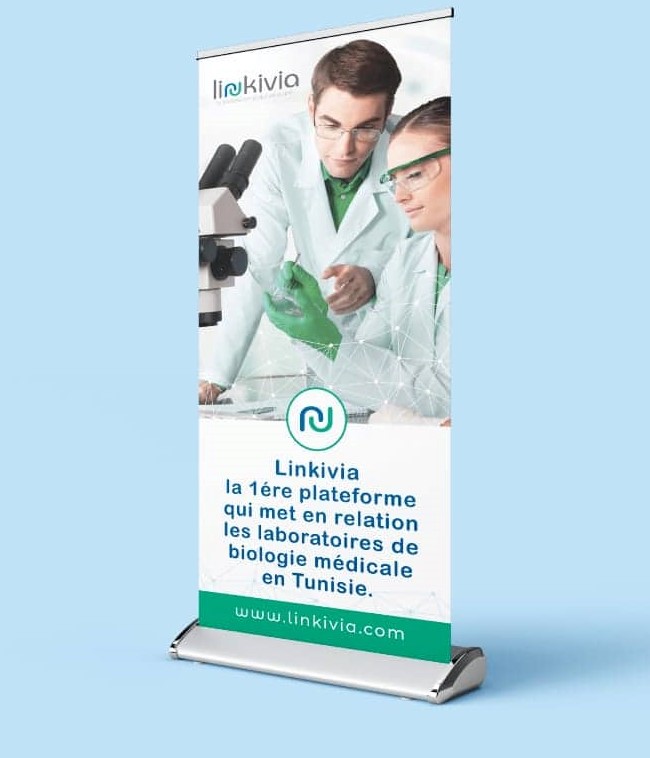 linkivia
Linkivia
la 1ére plateforme
qui met en relation
les laboratoires de
biologie médicale
en Tunisie.
www.linkivia.com